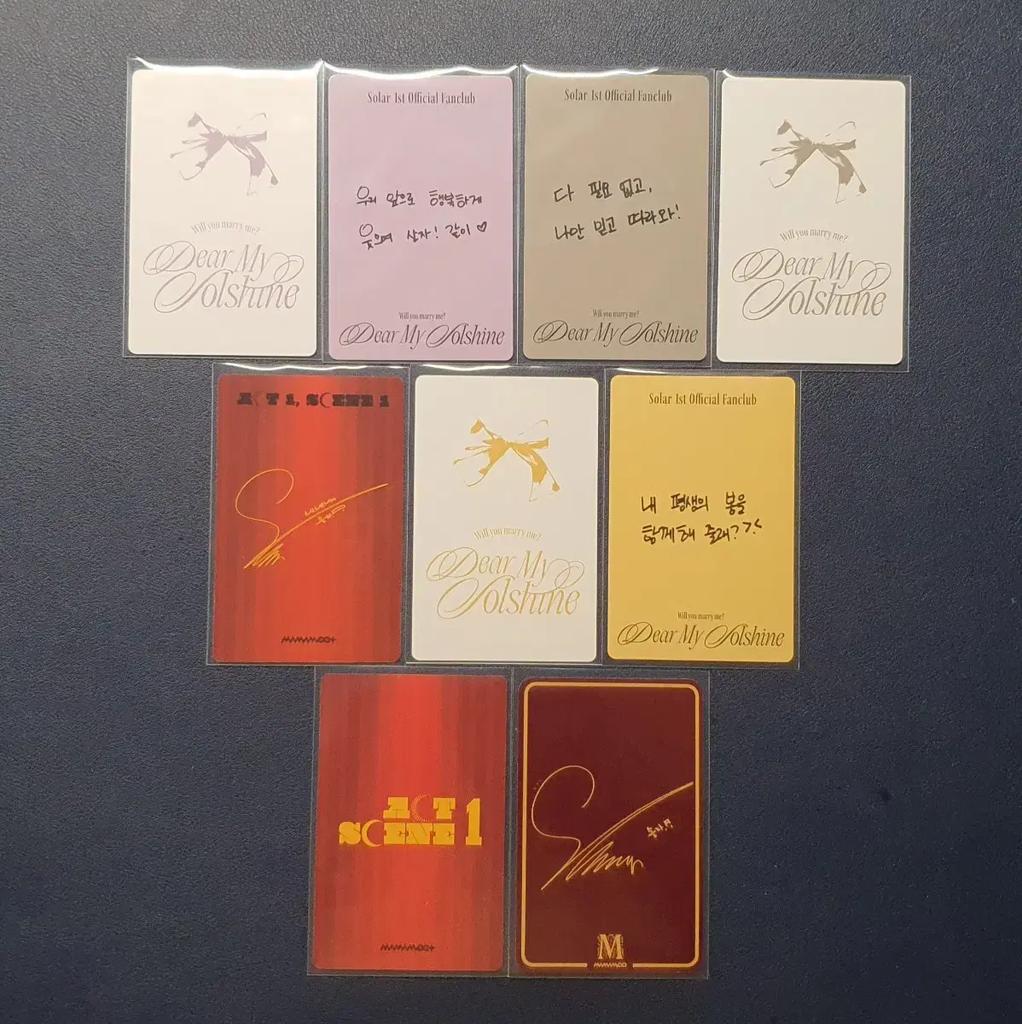 Will you marry me?
Dear My
Solshine
Solar 1st Official Fanclub
우리 앞으로 행복하게
웃으며 살자! 같이 ♡
Will you marry me?
Dear My Solshine
Solar 1st Official Fanclub
다 필요 없고,
나만 믿고 따라와!
Will you marry me?
Dear My Solshine
Will you marry me?
Dear My
Solshine
ACT 1, SCENE 1
MAMAMOO+
Will you marry me?
Dear My
Solshine
Solar 1st Official Fanclub
내 평생의 봄을
함께해 줄래?
Will you marry me?
Dear My Solshine
ACT
SCENE 1
MAMAMOO+
M
MAMAMOO